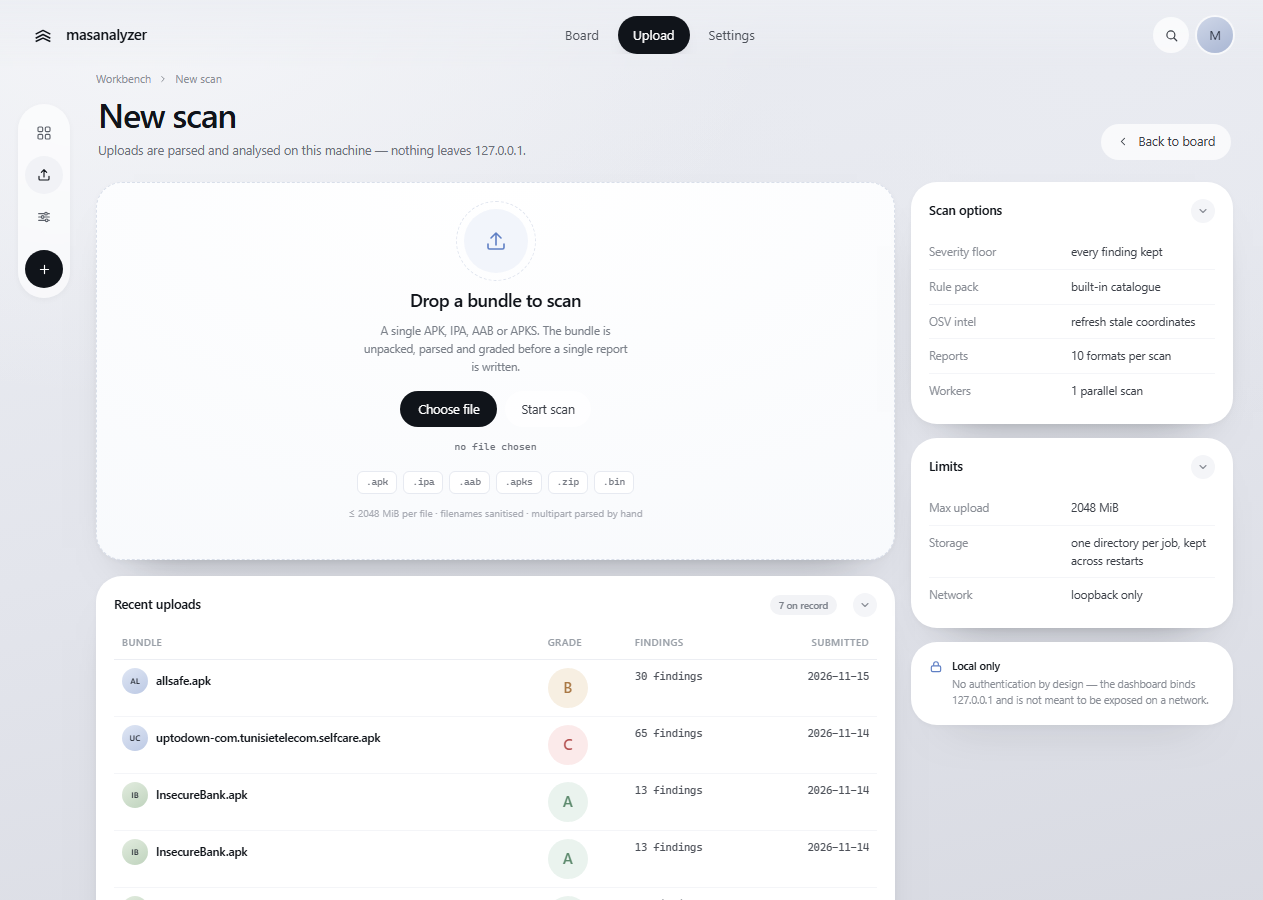 masanalyzer
Board
Upload
Settings
M
Workbench > New scan
New scan
Uploads are parsed and analysed on this machine — nothing leaves 127.0.0.1.
Back to board
Drop a bundle to scan
A single APK, IPA, AAB or APKS. The bundle is
unpacked, parsed and graded before a single report
is written.
Choose file
Start scan
no file chosen
.apk
.ipa
.aab
.apks
.zip
.bin
≤ 2048 MiB per file · filenames sanitised · multipart parsed by hand
Scan options
Severity floor every finding kept
Rule pack built-in catalogue
OSV intel refresh stale coordinates
Reports 10 formats per scan
Workers 1 parallel scan
Limits
Max upload 2048 MiB
Storage one directory per job, kept
across restarts
Network loopback only
Local only
No authentication by design — the dashboard binds
127.0.0.1 and is not meant to be exposed on a network.
Recent uploads
7 on record
BUNDLE GRADE FINDINGS SUBMITTED
AL allsafe.apk B 30 findings 2026-11-15
UC uptodown-com.tunisietelecom.selfcare.apk C 65 findings 2026-11-14
IB InsecureBank.apk A 13 findings 2026-11-14
IB InsecureBank.apk A 13 findings 2026-11-14